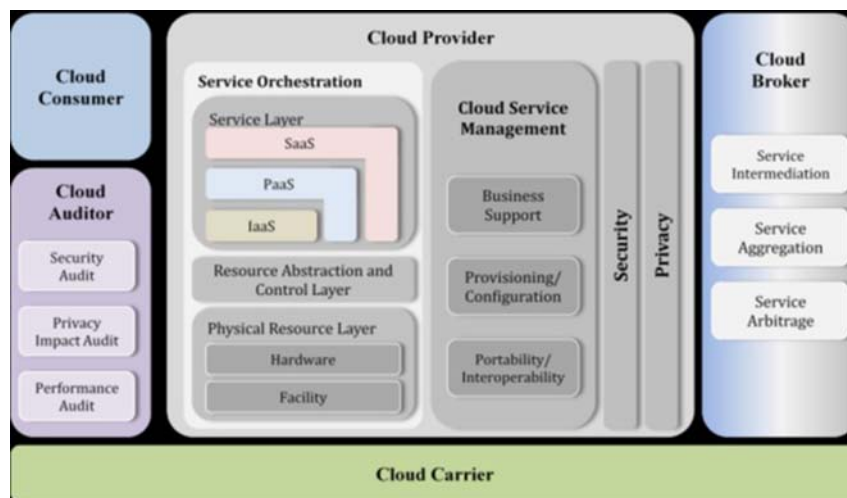 Cloud
Consumer
Cloud
Auditor
Security
Audit
Privacy
Impact Audit
Performance
Audit
Cloud Provider
Service Orchestration
Service Layer
SaaS
PaaS
IaaS
Resource Abstraction and
Control Layer
Physical Resource Layer
Hardware
Facility
Cloud Service
Management
Business
Support
Provisioning/
Configuration
Portability/
Interoperability
Security
Privacy
Cloud
Broker
Service
Intermediation
Service
Aggregation
Service
Arbitrage
Cloud Carrier